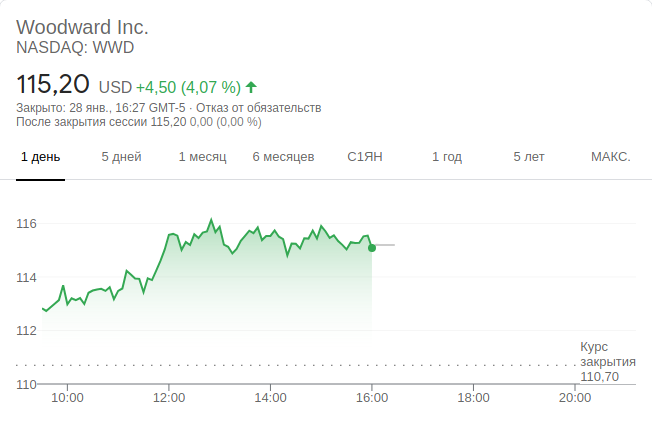 Woodward Inc.
NASDAQ: WWD
115,20 USD +4,50 (4,07 %)
Закрыто: 28 янв., 16:27 GMT-5 · Отказ от обязательств
После закрытия сессии 115,20 0,00 (0,00 %)
1 день 5 дней 1 месяц 6 месяцев С1ЯН 1 год 5 лет МАКС.
116
114
112
Курс
закрытия
110,70
110
10:00 12:00 14:00 16:00 18:00 20:00